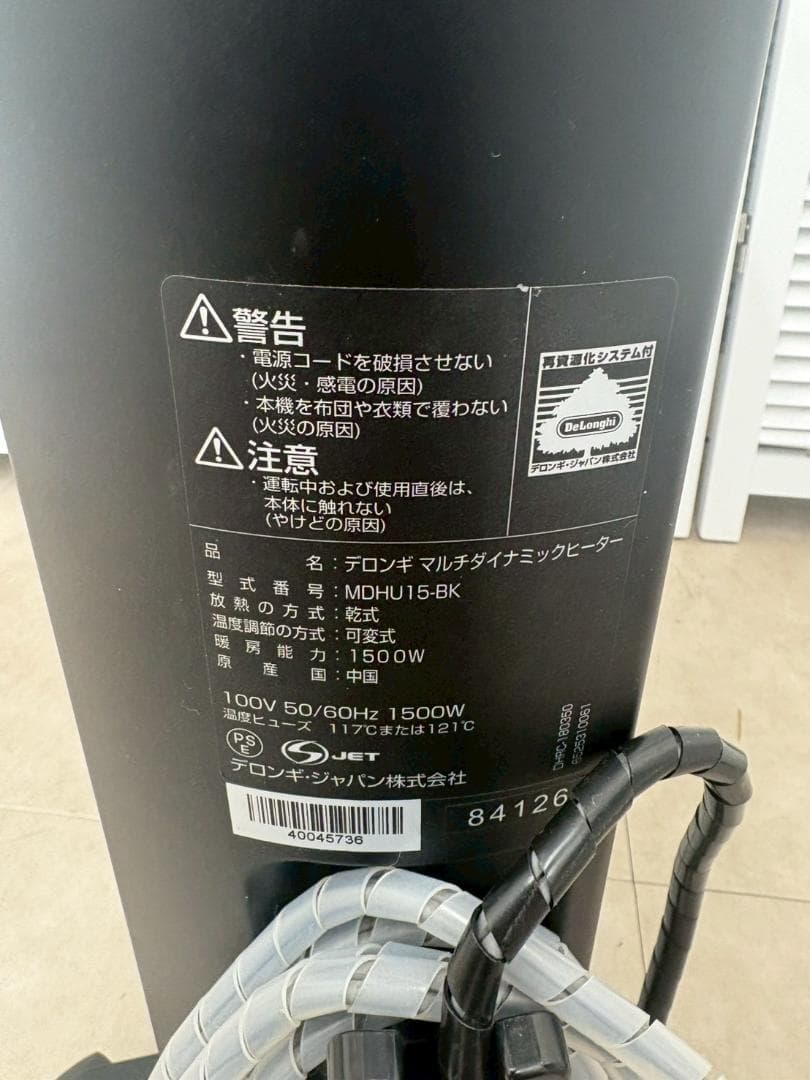 警告
・電源コードを破損させない
(火災・感電の原因)
・本機を布団や衣類で覆わない
(火災の原因)
注意
・運転中および使用直後は、
本体に触れない
(やけどの原因)
再資源化システム付
DeLonghi
デロンギ・ジャパン株式会社
品名：デロンギ マルチダイナミックヒーター
型式番号：MDHU15-BK
放熱の方式：乾式
温度調節の方式：可変式
暖房能力：1500W
原産国：中国
100V 50/60Hz 1500W
温度ヒューズ 117℃または121℃
PSE
JET
デロンギ・ジャパン株式会社
40045736
84126
DHRC-180350